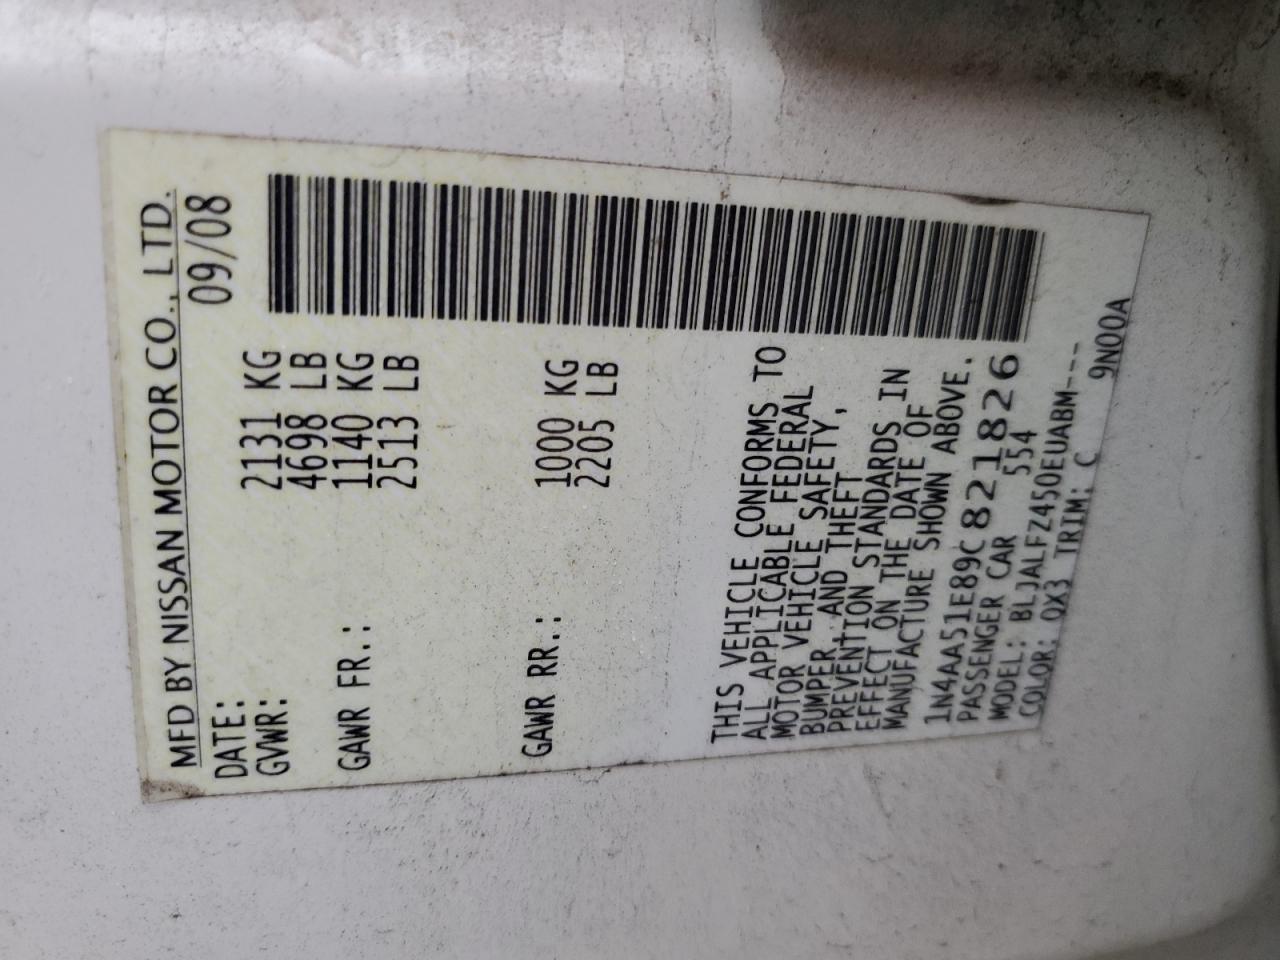 MFD BY NISSAN MOTOR CO., LTD.
DATE: 09/08
GVWR: 2131 KG
4698 LB
GAWR FR.: 1140 KG
2513 LB
GAWR RR.: 1000 KG
2205 LB
THIS VEHICLE CONFORMS TO
ALL APPLICABLE FEDERAL
MOTOR VEHICLE SAFETY,
BUMPER, AND THEFT
PREVENTION STANDARDS IN
EFFECT ON THE DATE OF
MANUFACTURE SHOWN ABOVE.
1N4AA51E89C821826
PASSENGER CAR 554
MODEL: BLJALFZ450EUABM---
COLOR: QX3 TRIM: C 9N00A